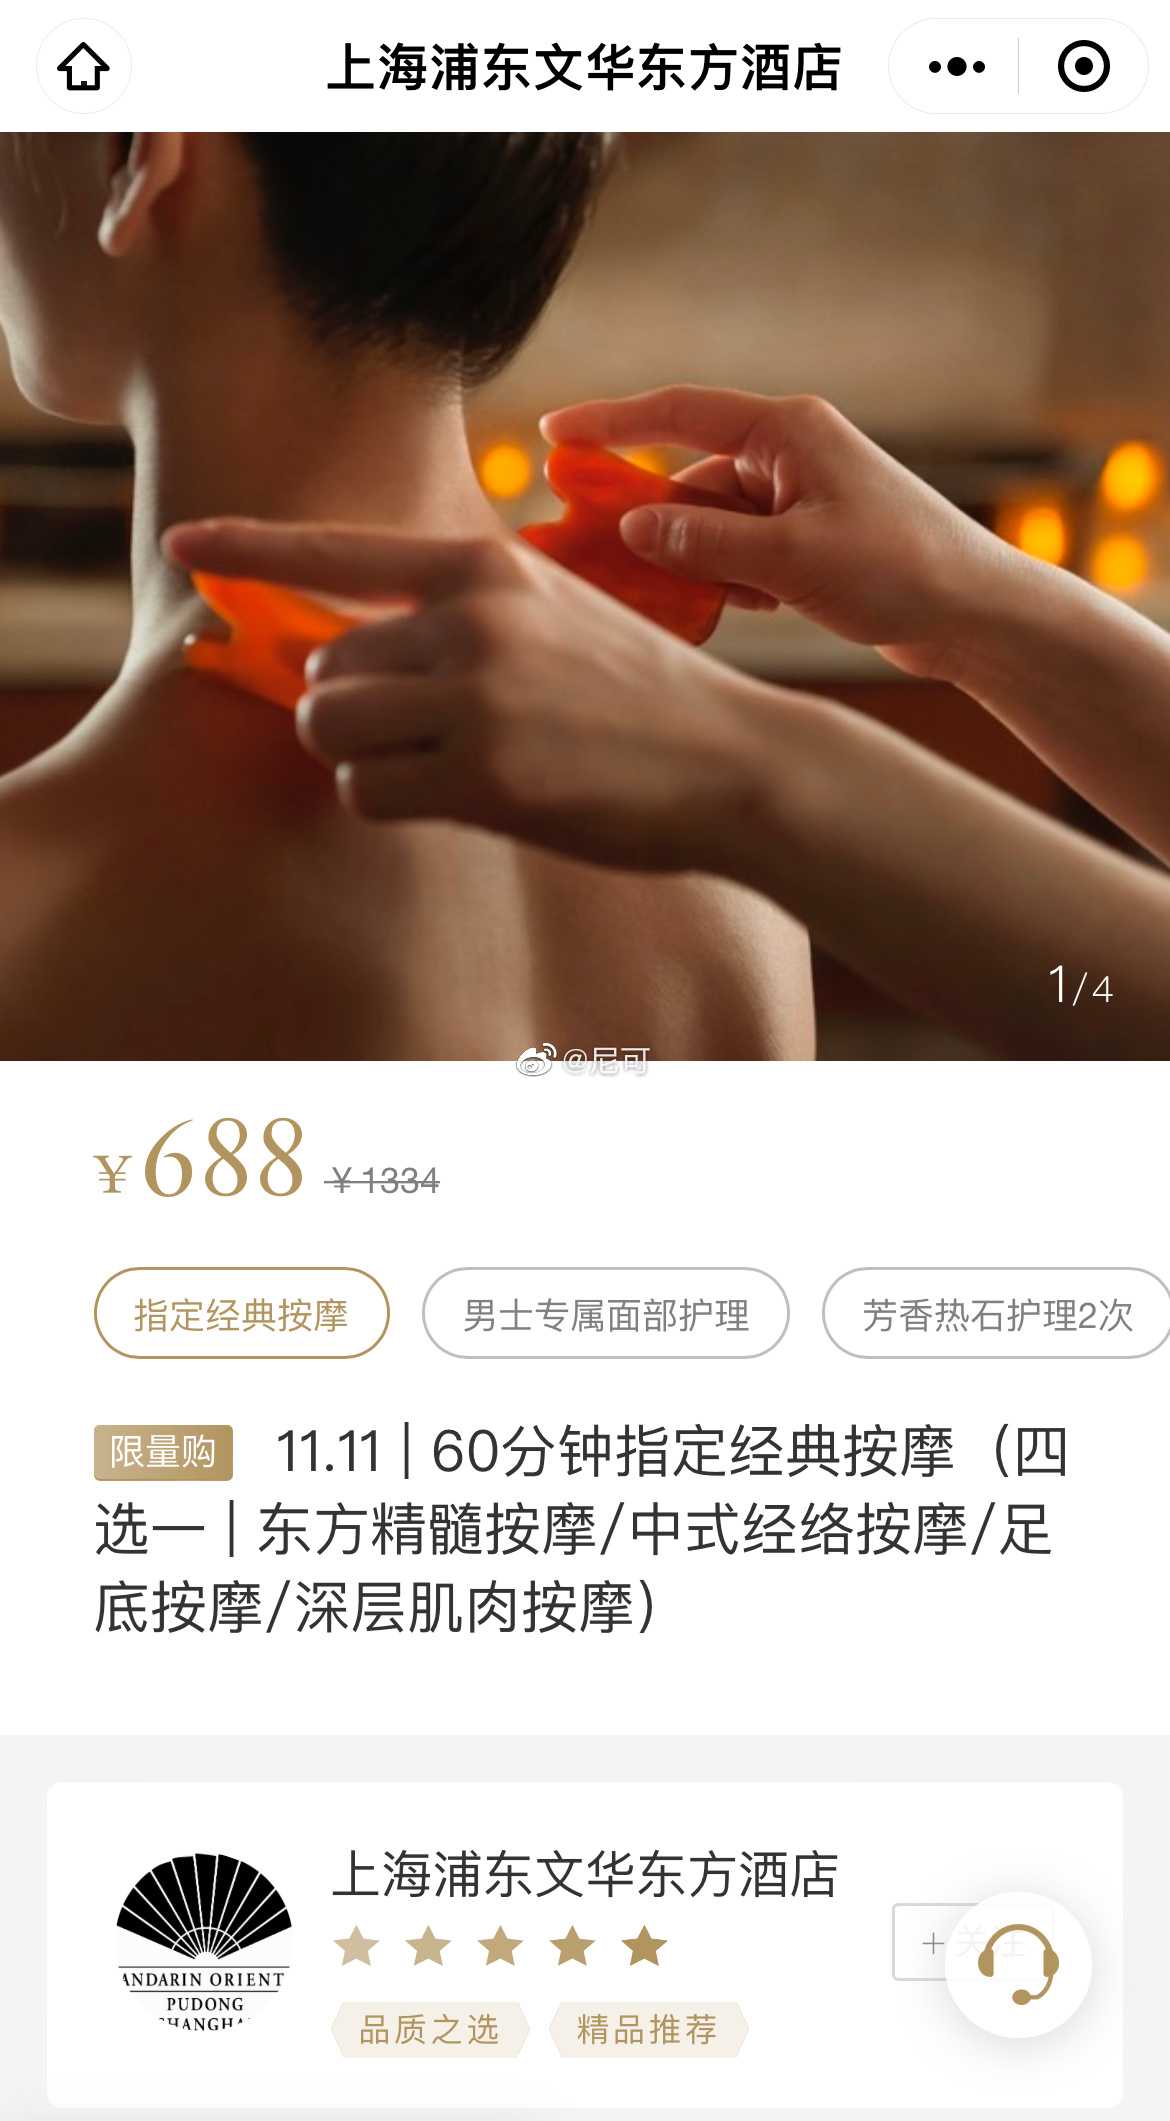 上海浦东文华东方酒店
1/4
@尼可
¥688 ¥1334
指定经典按摩 男士专属面部护理 芳香热石护理2次
限量购 11.11 | 60分钟指定经典按摩（四
选一 | 东方精髓按摩/中式经络按摩/足
底按摩/深层肌肉按摩）
上海浦东文华东方酒店
+关注
品质之选 精品推荐
ANDARIN ORIENT
PUDONG
SHANGHA